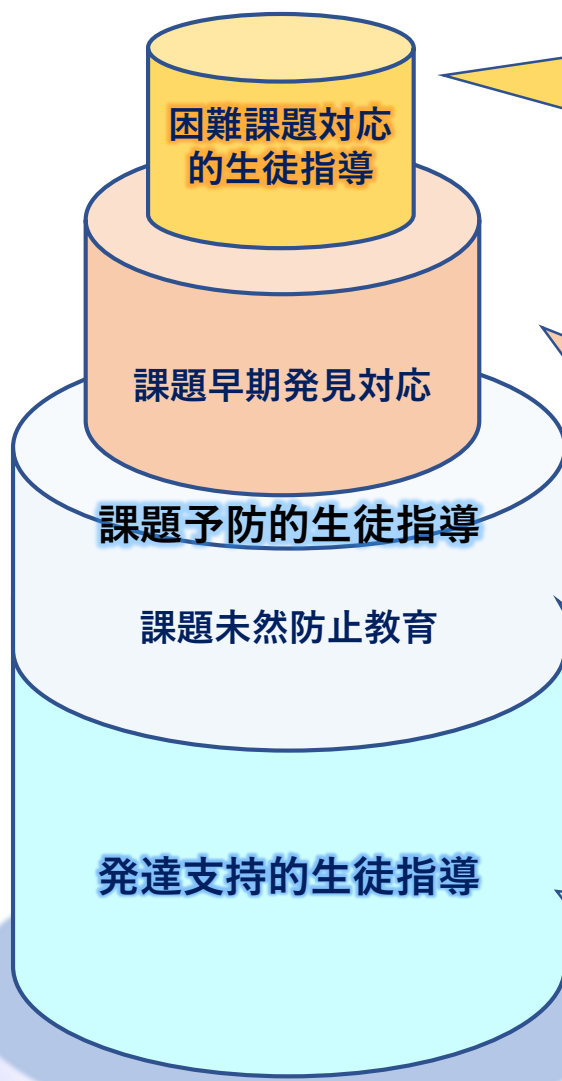 困難課題対応
的生徒指導
課題早期発見対応
課題予防的生徒指導
課題未然防止教育
発達支持的生徒指導